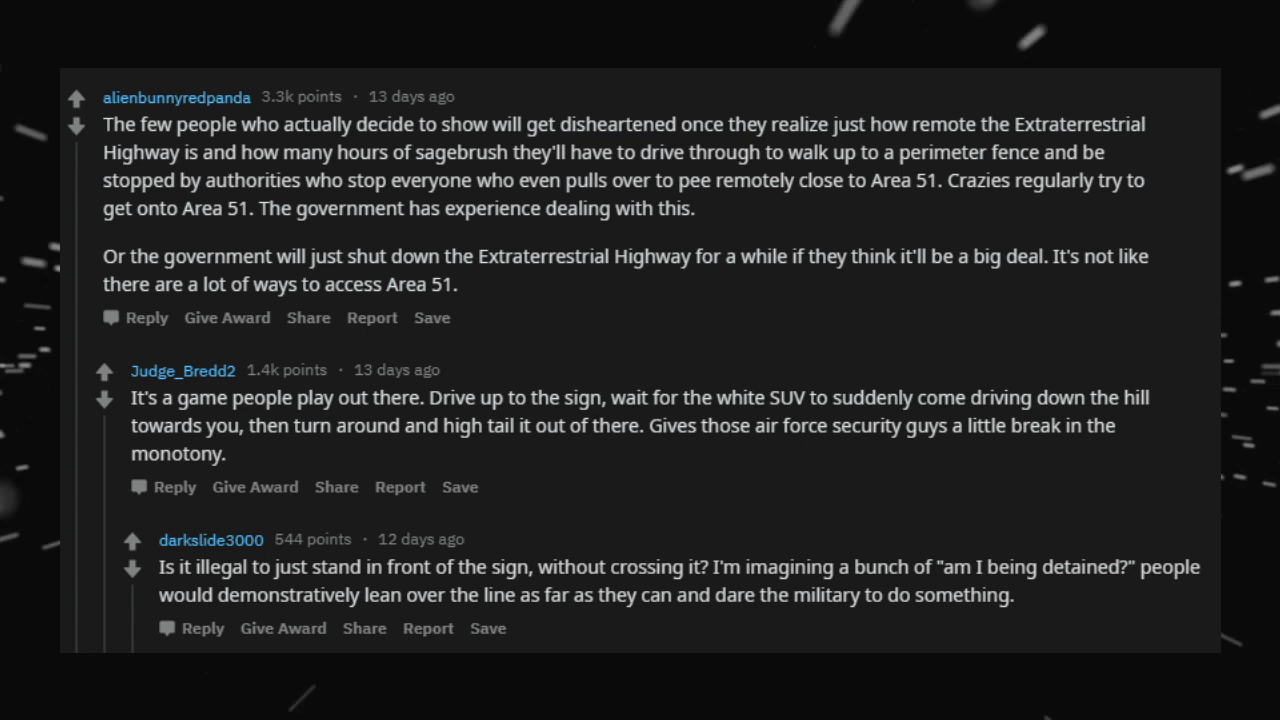 alienbunnyredpanda 3.3k points · 13 days ago
The few people who actually decide to show will get disheartened once they realize just how remote the Extraterrestrial
Highway is and how many hours of sagebrush they'll have to drive through to walk up to a perimeter fence and be
stopped by authorities who stop everyone who even pulls over to pee remotely close to Area 51. Crazies regularly try to
get onto Area 51. The government has experience dealing with this.
Or the government will just shut down the Extraterrestrial Highway for a while if they think it'll be a big deal. It's not like
there are a lot of ways to access Area 51.
Reply Give Award Share Report Save
Judge_Bredd2 1.4k points · 13 days ago
It's a game people play out there. Drive up to the sign, wait for the white SUV to suddenly come driving down the hill
towards you, then turn around and high tail it out of there. Gives those air force security guys a little break in the
monotony.
Reply Give Award Share Report Save
darkslide3000 544 points · 12 days ago
Is it illegal to just stand in front of the sign, without crossing it? I'm imagining a bunch of "am I being detained?" people
would demonstratively lean over the line as far as they can and dare the military to do something.
Reply Give Award Share Report Save